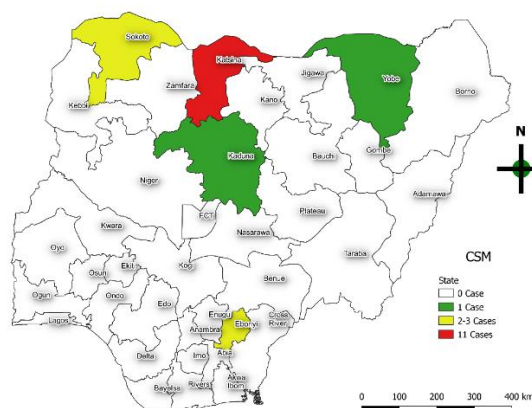 Sokoto
Katsina
Jigawa
Yobe
Borno
Zamfara
Kebbi
Kano
Kaduna
Bauchi
Gombe
Adamawa
Niger
FCT
Plateau
Kwara
Nasarawa
Taraba
Oyo
Kogi
Benue
Osun
Ekiti
Ogun
Ondo
Edo
Lagos
Enugu
Ebonyi
Cross
River
Anambra
Delta
Imo
Abia
Bayelsa
Rivers
Akwa
Ibom
N
CSM
State
0 Case
1 Case
2-3 Cases
11 Cases
0 100 200 300 400 km